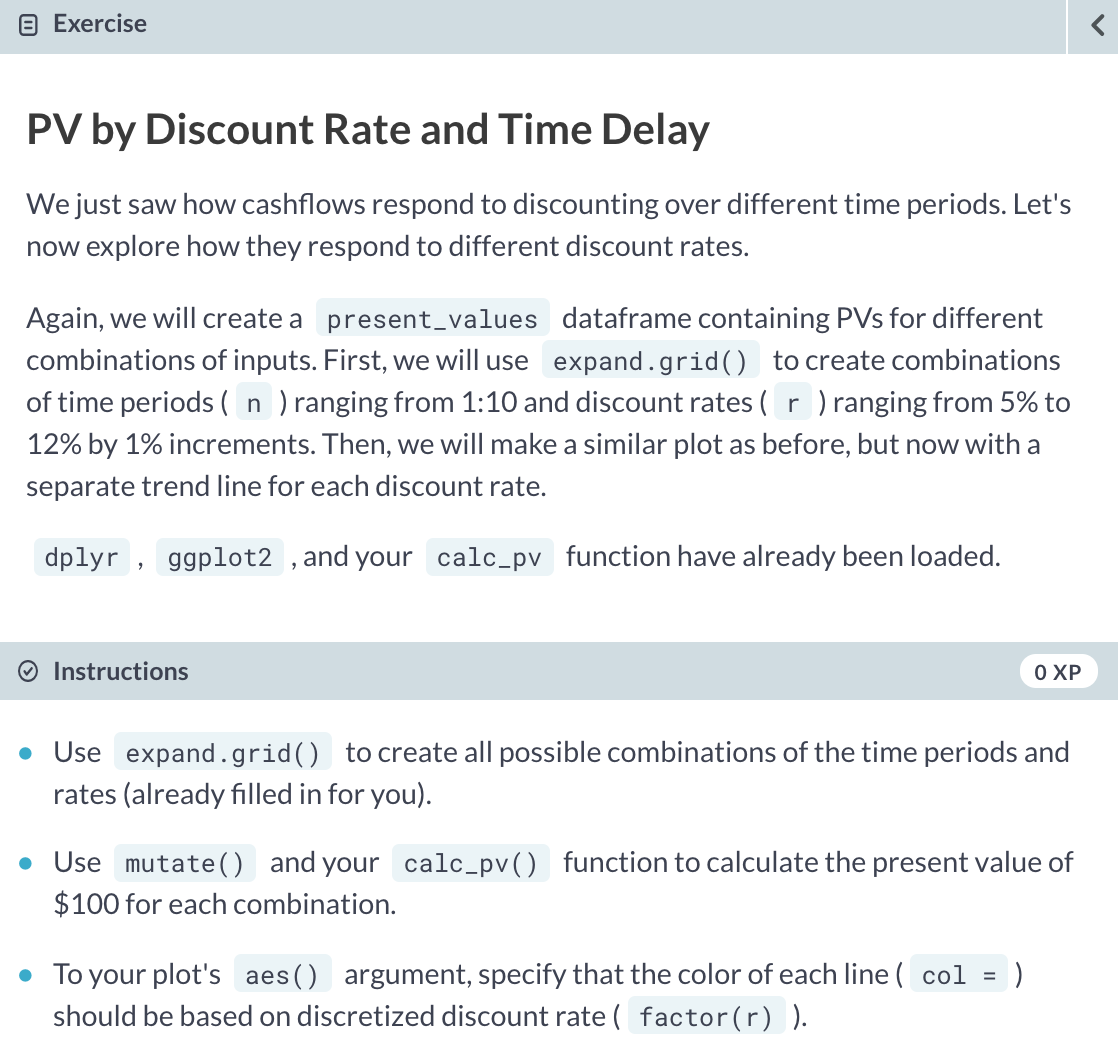 Exercise
PV by Discount Rate and Time Delay
We just saw how cashflows respond to discounting over different time periods. Let's
now explore how they respond to different discount rates.
Again, we will create a present_values dataframe containing PVs for different
combinations of inputs. First, we will use expand.grid() to create combinations
of time periods ( n ) ranging from 1:10 and discount rates ( r ) ranging from 5% to
12% by 1% increments. Then, we will make a similar plot as before, but now with a
separate trend line for each discount rate.
dplyr , ggplot2 , and your calc_pv function have already been loaded.
Instructions
0 XP
Use expand.grid() to create all possible combinations of the time periods and
rates (already filled in for you).
Use mutate() and your calc_pv() function to calculate the present value of
$100 for each combination.
To your plot's aes() argument, specify that the color of each line ( col = )
should be based on discretized discount rate ( factor(r) ).